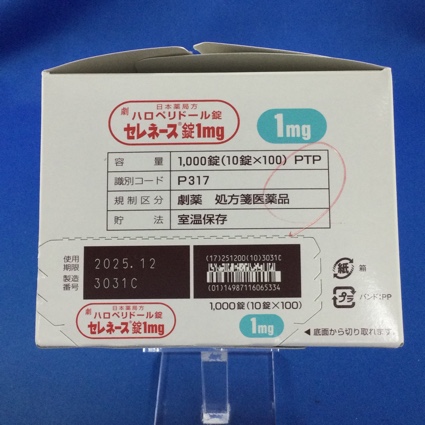 日本薬局方
劇 ハロペリドール錠
セレネース®錠1mg
1mg
容量 1,000錠(10錠×100) PTP
識別コード P317
規制区分 劇薬 処方箋医薬品
貯法 室温保存
使用期限 2025.12
製造番号 3031C
(17)251200(10)3031C
(01)14987116065334
紙 箱
プラ バンド:PP
日本薬局方
劇 ハロペリドール錠
セレネース®錠1mg
1,000錠(10錠×100)
1mg
◀底面から切り取れます。